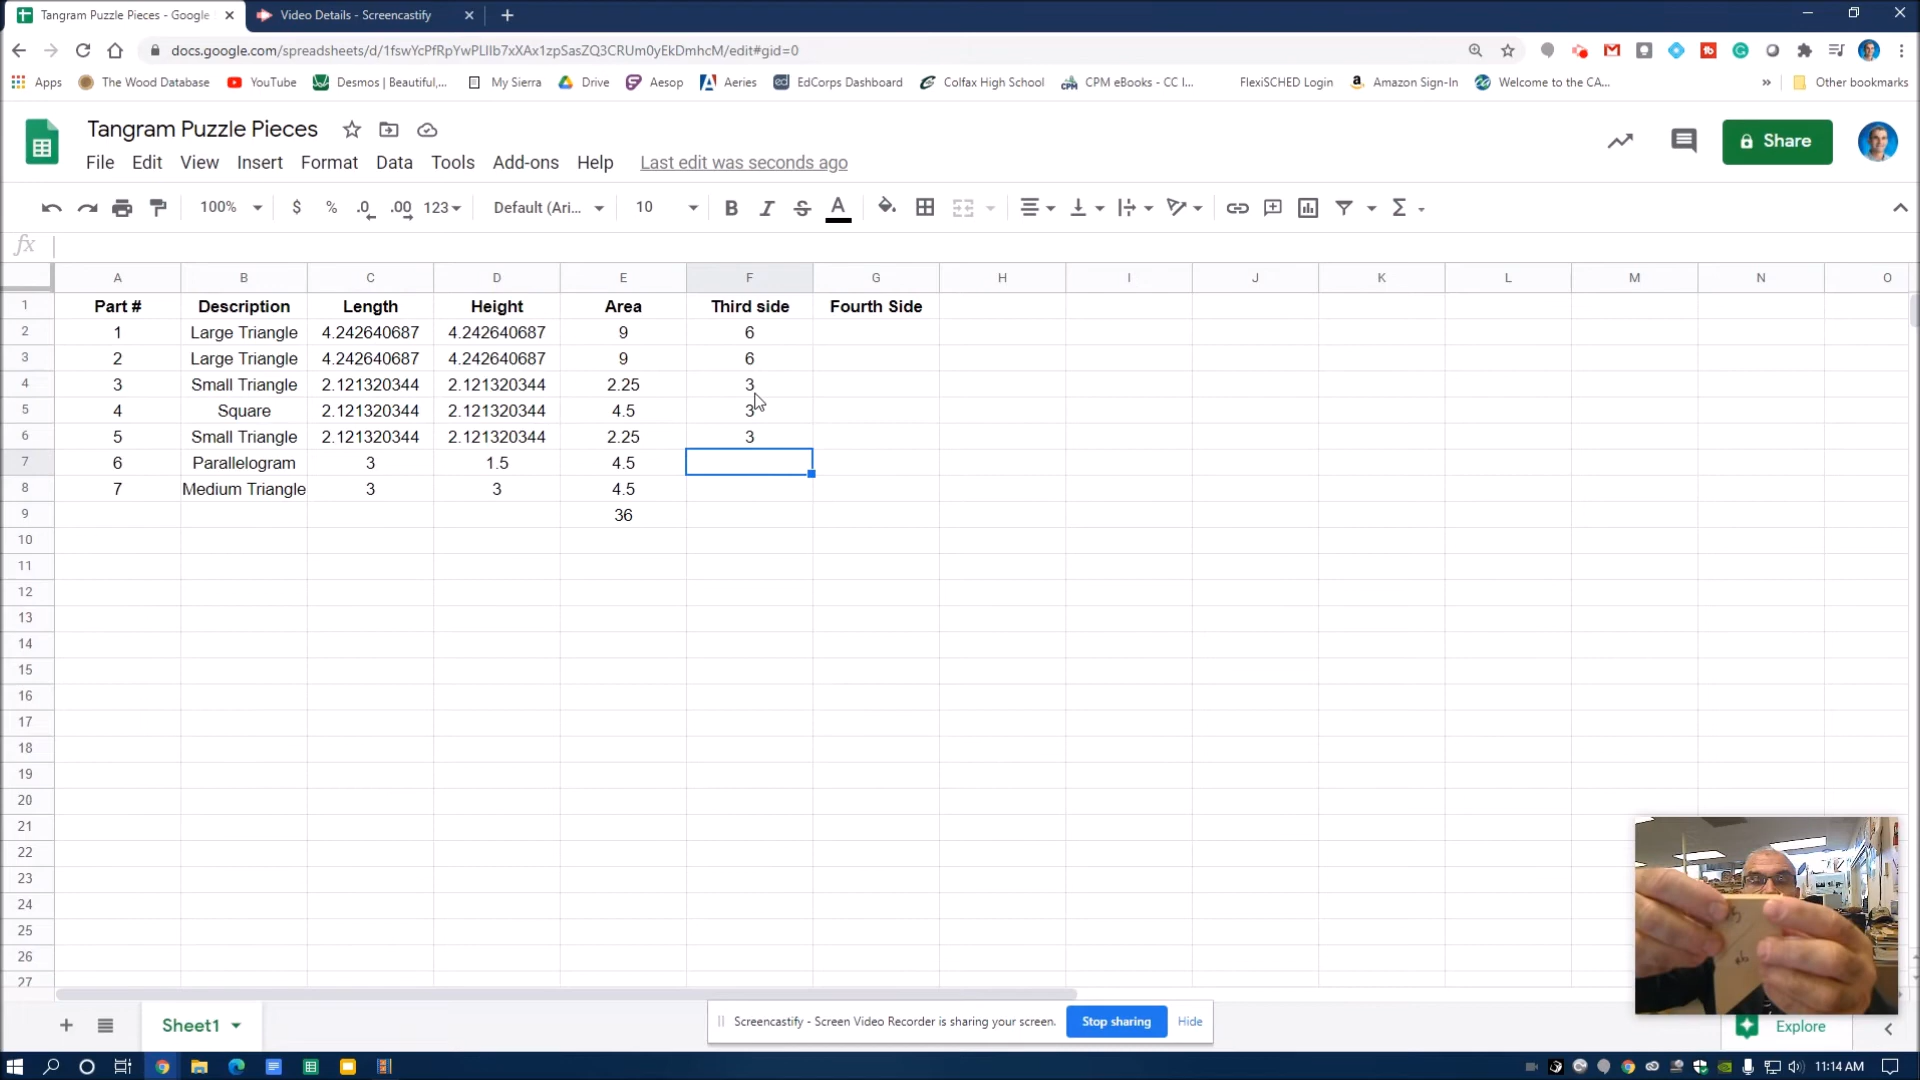 Tangram Puzzle Pieces - Google
Video Details - Screencastify
docs.google.com/spreadsheets/d/1fswYcPfRpYwPLIIb7xXAx1zpSasZQ3CRUm0yEkDmhcM/edit#gid=0
Apps The Wood Database YouTube Desmos | Beautiful,... My Sierra Drive Aesop Aeries EdCorps Dashboard Colfax High School CPM eBooks - CC I... FlexiSCHED Login Amazon Sign-In Welcome to the CA... » Other bookmarks
Tangram Puzzle Pieces
Share
File Edit View Insert Format Data Tools Add-ons Help Last edit was seconds ago
100% $ % .0 .00 123 Default (Ari... 10 B I S A Σ
fx
A B C D E F G H I J K L M N O
1 Part # Description Length Height Area Third side Fourth Side
2 1 Large Triangle 4.242640687 4.242640687 9 6
3 2 Large Triangle 4.242640687 4.242640687 9 6
4 3 Small Triangle 2.121320344 2.121320344 2.25 3
5 4 Square 2.121320344 2.121320344 4.5 3
6 5 Small Triangle 2.121320344 2.121320344 2.25 3
7 6 Parallelogram 3 1.5 4.5
8 7 Medium Triangle 3 3 4.5
9 36
10
11
12
13
14
15
16
17
18
19
20
21
22
23
24
25
26
27
Sheet1
Screencastify - Screen Video Recorder is sharing your screen. Stop sharing Hide
Explore
11:14 AM